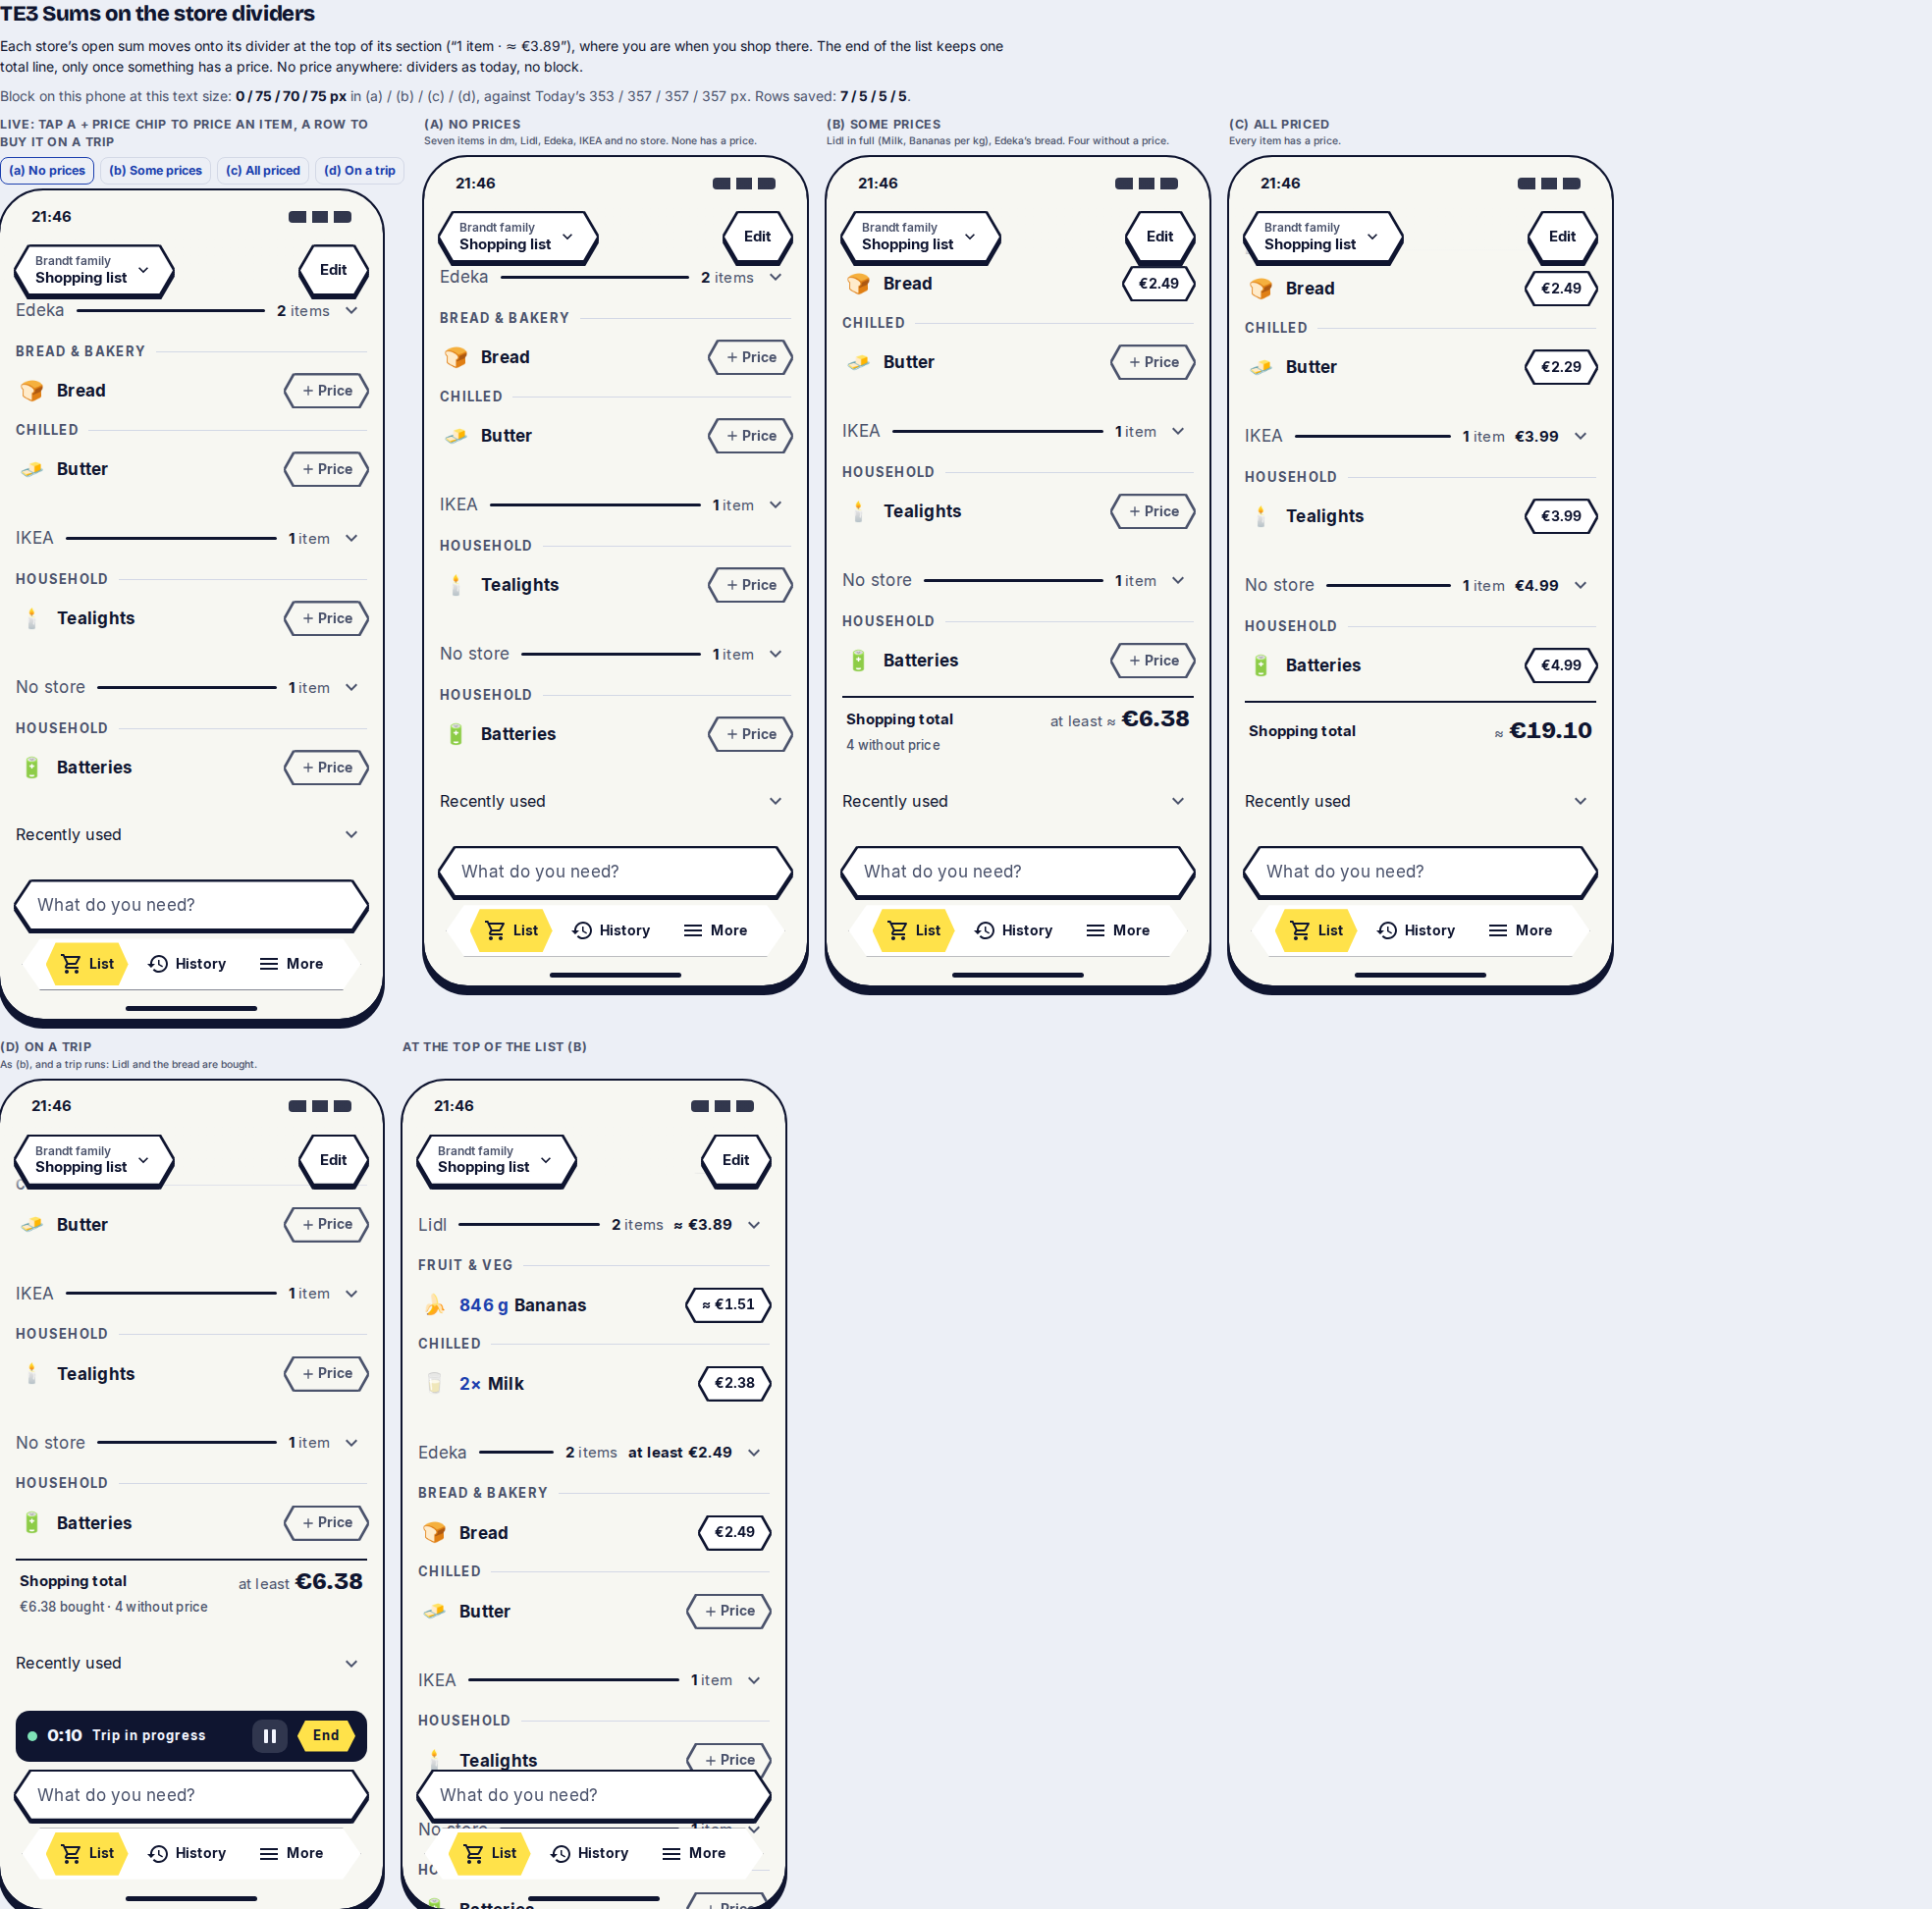 TE3 Sums on the store dividers
Each store’s open sum moves onto its divider at the top of its section (“1 item · ≈ €3.89”), where you are when you shop there. The end of the list keeps one
total line, only once something has a price. No price anywhere: dividers as today, no block.
Block on this phone at this text size: 0 / 75 / 70 / 75 px in (a) / (b) / (c) / (d), against Today’s 353 / 357 / 357 / 357 px. Rows saved: 7 / 5 / 5 / 5.
LIVE: TAP A + PRICE CHIP TO PRICE AN ITEM, A ROW TO
BUY IT ON A TRIP
(a) No prices
(b) Some prices
(c) All priced
(d) On a trip
21:46
Brandt family
Shopping list
Edit
Edeka 2 items
BREAD & BAKERY
Bread + Price
CHILLED
Butter + Price
IKEA 1 item
HOUSEHOLD
Tealights + Price
No store 1 item
HOUSEHOLD
Batteries + Price
Recently used
What do you need?
List History More
(A) NO PRICES
Seven items in dm, Lidl, Edeka, IKEA and no store. None has a price.
21:46
Brandt family
Shopping list
Edit
Edeka 2 items
BREAD & BAKERY
Bread + Price
CHILLED
Butter + Price
IKEA 1 item
HOUSEHOLD
Tealights + Price
No store 1 item
HOUSEHOLD
Batteries + Price
Recently used
What do you need?
List History More
(B) SOME PRICES
Lidl in full (Milk, Bananas per kg), Edeka’s bread. Four without a price.
21:46
Brandt family
Shopping list
Edit
Bread €2.49
CHILLED
Butter + Price
IKEA 1 item
HOUSEHOLD
Tealights + Price
No store 1 item
HOUSEHOLD
Batteries + Price
Shopping total at least ≈ €6.38
4 without price
Recently used
What do you need?
List History More
(C) ALL PRICED
Every item has a price.
21:46
Brandt family
Shopping list
Edit
Bread €2.49
CHILLED
Butter €2.29
IKEA 1 item €3.99
HOUSEHOLD
Tealights €3.99
No store 1 item €4.99
HOUSEHOLD
Batteries €4.99
Shopping total ≈ €19.10
Recently used
What do you need?
List History More
(D) ON A TRIP
As (b), and a trip runs: Lidl and the bread are bought.
21:46
Brandt family
Shopping list
Edit
Butter + Price
IKEA 1 item
HOUSEHOLD
Tealights + Price
No store 1 item
HOUSEHOLD
Batteries + Price
Shopping total at least €6.38
€6.38 bought · 4 without price
Recently used
0:10 Trip in progress End
What do you need?
List History More
AT THE TOP OF THE LIST (B)
21:46
Brandt family
Shopping list
Edit
Lidl 2 items ≈ €3.89
FRUIT & VEG
846 g Bananas ≈ €1.51
CHILLED
2× Milk €2.38
Edeka 2 items at least €2.49
BREAD & BAKERY
Bread €2.49
CHILLED
Butter + Price
IKEA 1 item
HOUSEHOLD
Tealights + Price
What do you need?
No store 1 item
List History More